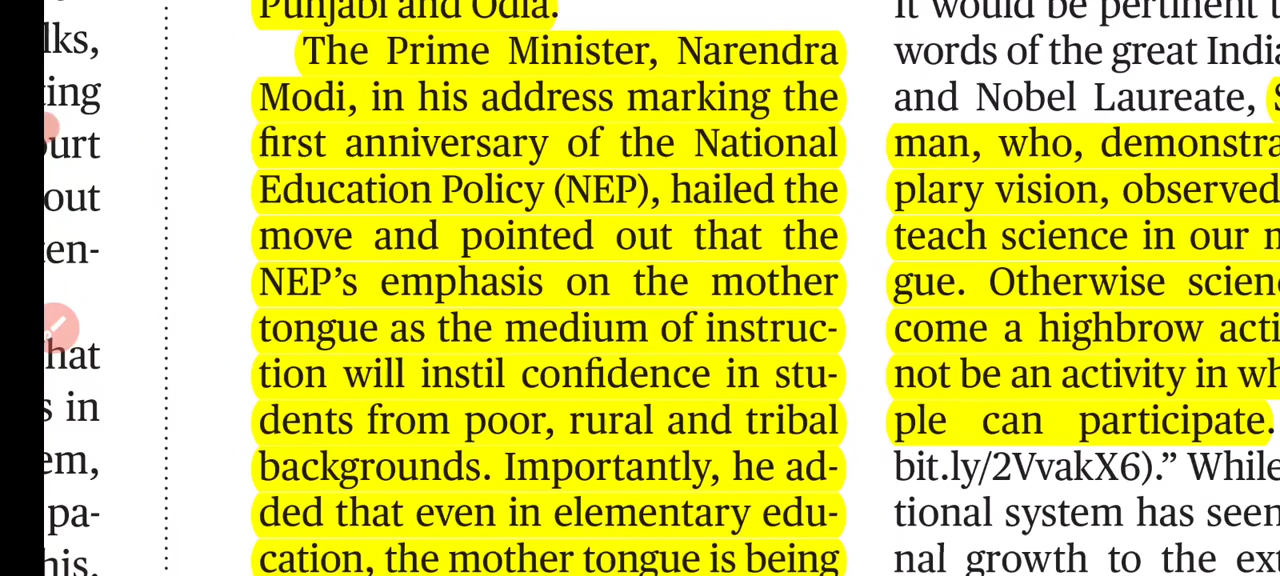 lks,
ting
ourt
out
ten-
hat
s in
em,
pa-
his.
Punjabi and Odia.
The Prime Minister, Narendra
Modi, in his address marking the
first anniversary of the National
Education Policy (NEP), hailed the
move and pointed out that the
NEP’s emphasis on the mother
tongue as the medium of instruc-
tion will instil confidence in stu-
dents from poor, rural and tribal
backgrounds. Importantly, he ad-
ded that even in elementary edu-
cation, the mother tongue is being
It would be pertinent
words of the great India
and Nobel Laureate,
man, who, demonstra
plary vision, observed
teach science in our m
gue. Otherwise scienc
come a highbrow acti
not be an activity in wh
ple can participate.
bit.ly/2VvakX6).” While
tional system has seen
nal growth to the ext